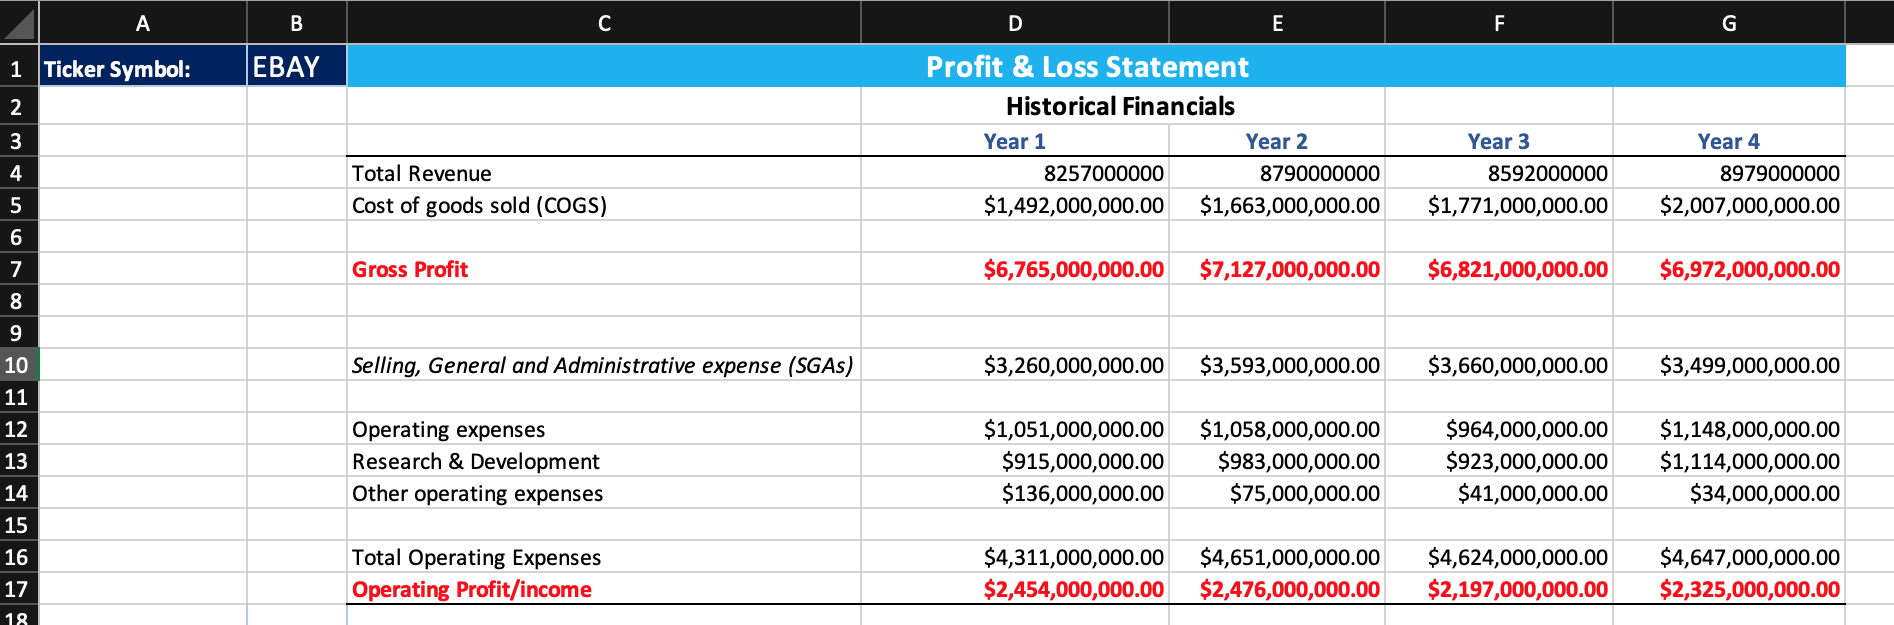 A B C D E F G
1 Ticker Symbol: EBAY Profit & Loss Statement
2 Historical Financials
3 Year 1 Year 2 Year 3 Year 4
4 Total Revenue 8257000000 8790000000 8592000000 8979000000
5 Cost of goods sold (COGS) $1,492,000,000.00 $1,663,000,000.00 $1,771,000,000.00 $2,007,000,000.00
6
7 Gross Profit $6,765,000,000.00 $7,127,000,000.00 $6,821,000,000.00 $6,972,000,000.00
8
9
10 Selling, General and Administrative expense (SGAs) $3,260,000,000.00 $3,593,000,000.00 $3,660,000,000.00 $3,499,000,000.00
11
12 Operating expenses $1,051,000,000.00 $1,058,000,000.00 $964,000,000.00 $1,148,000,000.00
13 Research & Development $915,000,000.00 $983,000,000.00 $923,000,000.00 $1,114,000,000.00
14 Other operating expenses $136,000,000.00 $75,000,000.00 $41,000,000.00 $34,000,000.00
15
16 Total Operating Expenses $4,311,000,000.00 $4,651,000,000.00 $4,624,000,000.00 $4,647,000,000.00
17 Operating Profit/income $2,454,000,000.00 $2,476,000,000.00 $2,197,000,000.00 $2,325,000,000.00
18